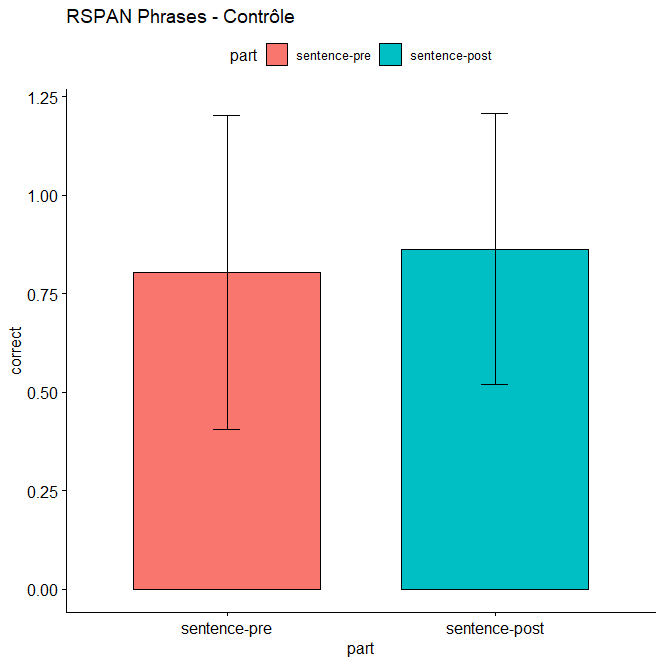 RSPAN Phrases - Contrôle
part sentence-pre sentence-post
1.25
1.00
0.75
0.50
0.25
0.00
correct
sentence-pre sentence-post
part